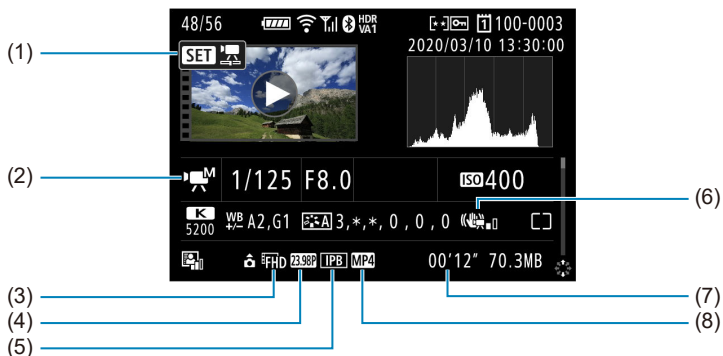 48/56 HDR VA1 1 100-0003
2020/03/10 13:30:00
(1) SET
(2) M 1/125 F8.0 ISO 400
(6)
K 5200 WB +/- A2,G1 A 3,*,*,0,0,0
FHD 23.98P IPB MP4 00'12" 70.3MB
(3) (7)
(4) (8)
(5)